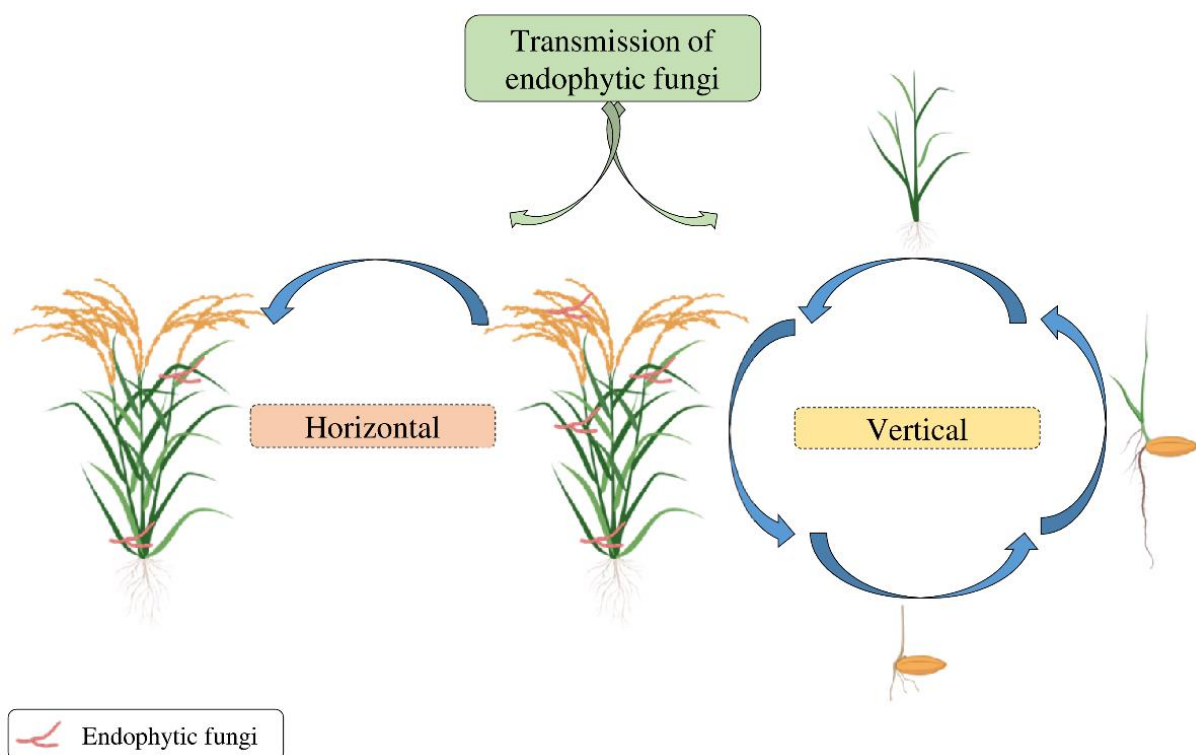 Transmission of
endophytic fungi
Horizontal
Vertical
Endophytic fungi